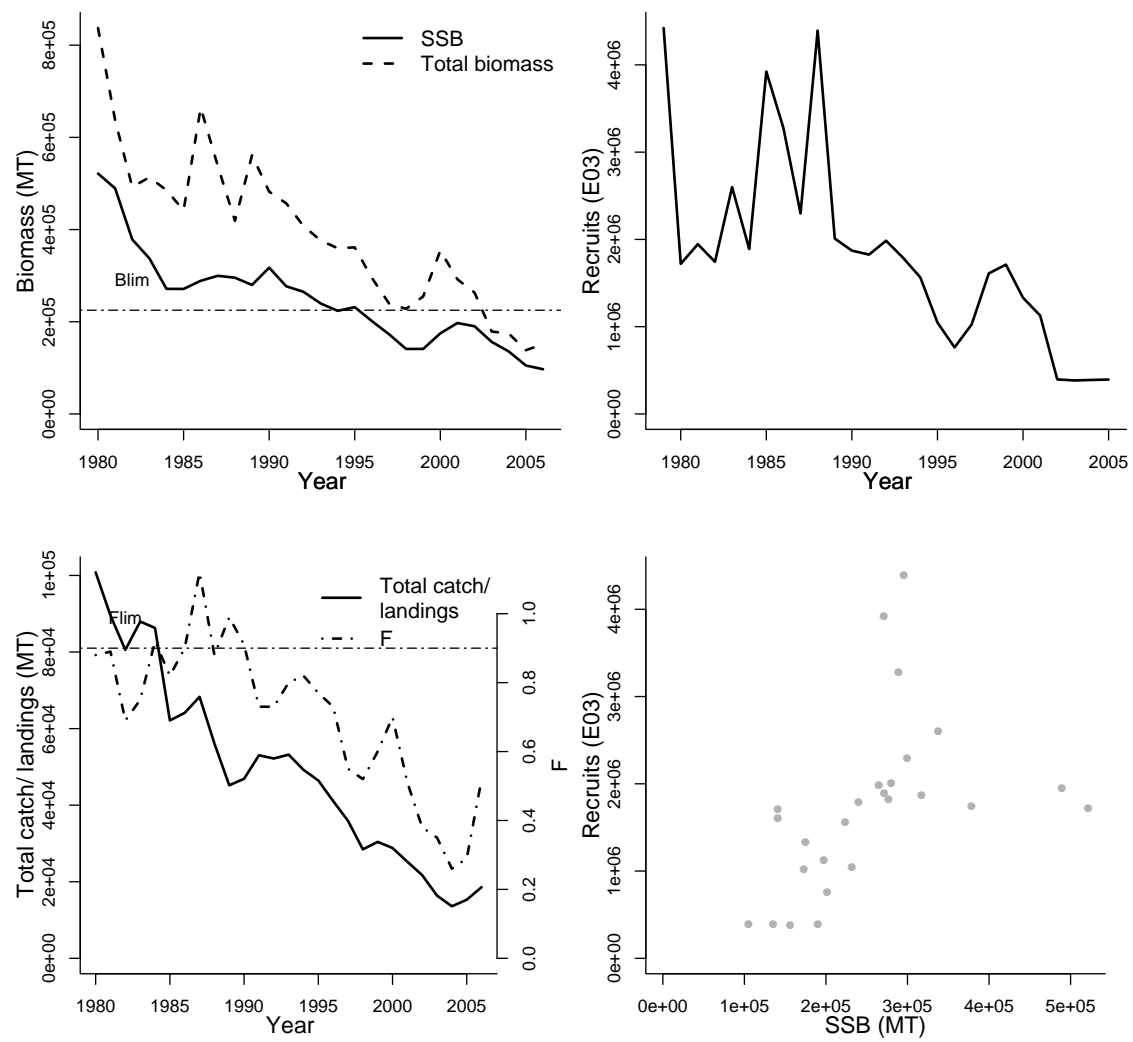 SSB
Total biomass
Blim
Biomass (MT)
0e+00
2e+05
4e+05
6e+05
8e+05
1980 1985 1990 1995 2000 2005
Year
Recruits (E03)
0e+00
1e+06
2e+06
3e+06
4e+06
1980 1985 1990 1995 2000 2005
Year
Total catch/
landings
F
Flim
Total catch/ landings (MT)
0e+00
2e+04
4e+04
6e+04
8e+04
1e+05
F
0.0
0.2
0.4
0.6
0.8
1.0
1980 1985 1990 1995 2000 2005
Year
Recruits (E03)
0e+00
1e+06
2e+06
3e+06
4e+06
0e+00 1e+05 2e+05 3e+05 4e+05 5e+05
SSB (MT)